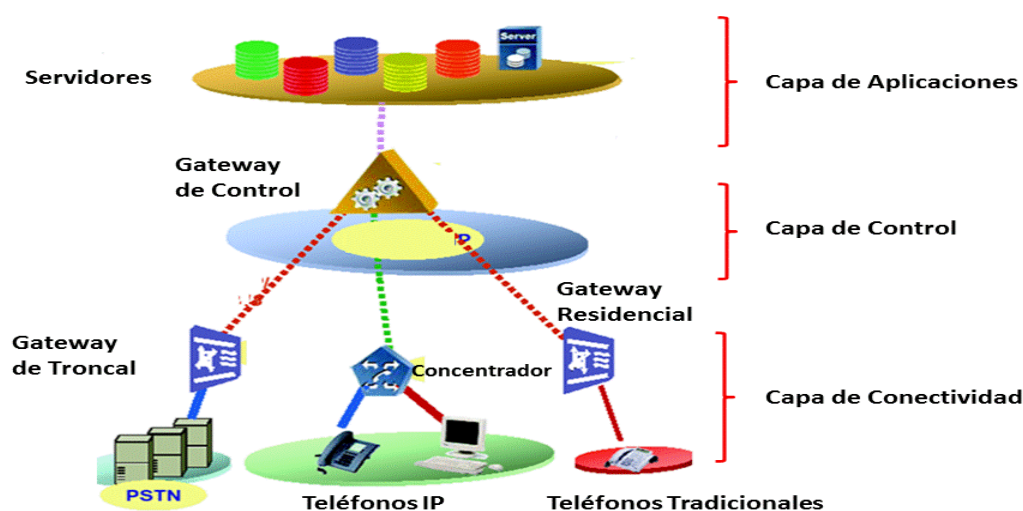 Server
Servidores
Capa de Aplicaciones
Gateway
de Control
Capa de Control
Gateway
Residencial
Gateway
de Troncal
Concentrador
Capa de Conectividad
PSTN
Teléfonos IP
Teléfonos Tradicionales